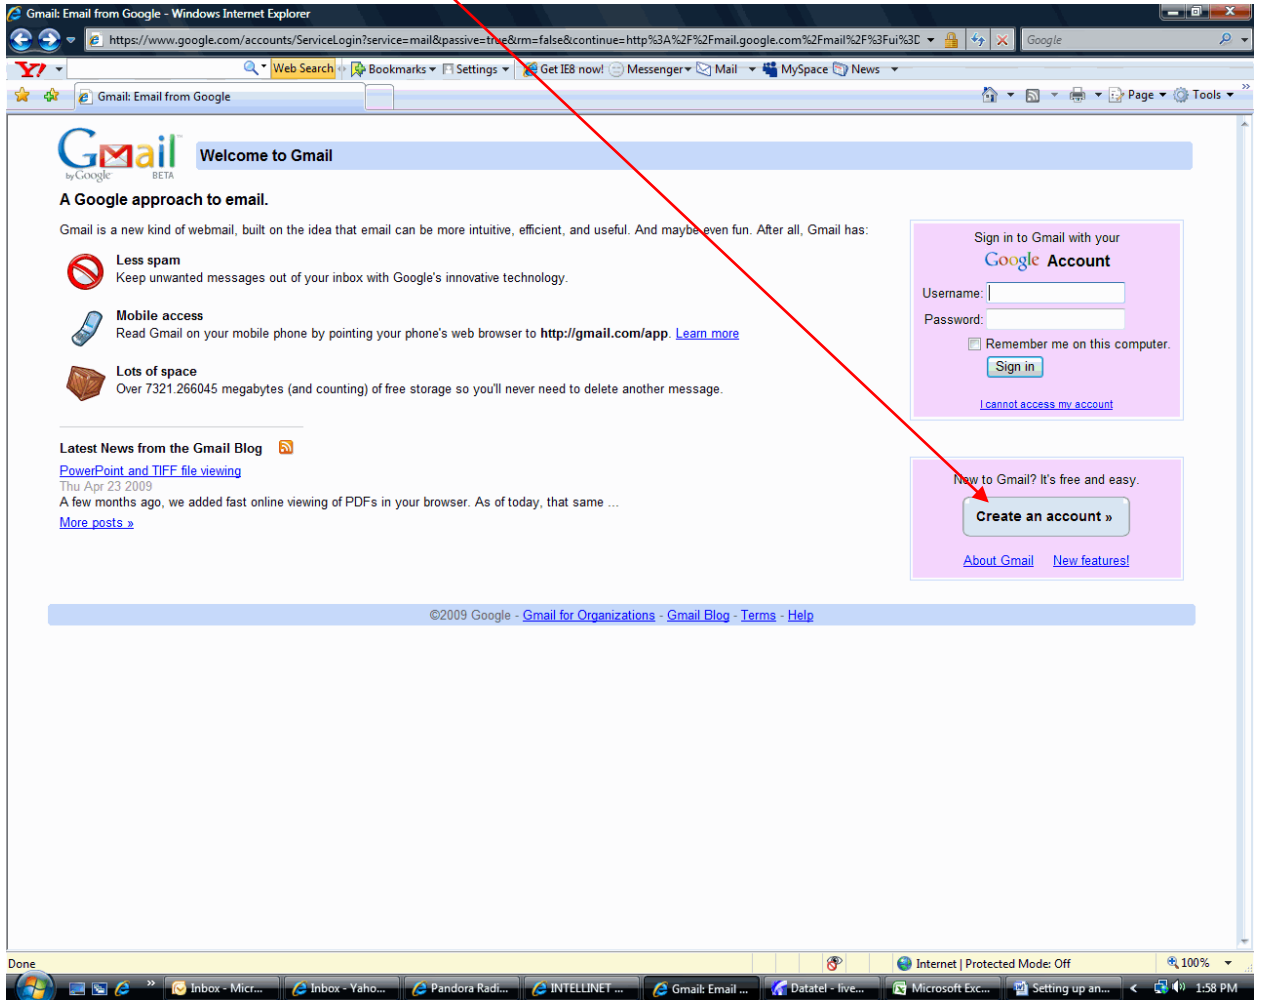 Gmail: Email from Google - Windows Internet Explorer
https://www.google.com/accounts/ServiceLogin?service=mail&passive=true&rm=false&continue=http%3A%2F%2Fmail.google.com%2Fmail%2F%3Fui%3D
Google
Y!
Web Search
Bookmarks
Settings
Get IE8 now!
Messenger
Mail
MySpace
News
Gmail: Email from Google
Page
Tools
Gmail
by Google
BETA
Welcome to Gmail
A Google approach to email.
Gmail is a new kind of webmail, built on the idea that email can be more intuitive, efficient, and useful. And maybe even fun. After all, Gmail has:
Less spam
Keep unwanted messages out of your inbox with Google's innovative technology.
Mobile access
Read Gmail on your mobile phone by pointing your phone's web browser to http://gmail.com/app. Learn more
Lots of space
Over 7321.266045 megabytes (and counting) of free storage so you'll never need to delete another message.
Latest News from the Gmail Blog
PowerPoint and TIFF file viewing
Thu Apr 23 2009
A few months ago, we added fast online viewing of PDFs in your browser. As of today, that same ...
More posts »
Sign in to Gmail with your
Google Account
Username:
Password:
Remember me on this computer.
Sign in
I cannot access my account
New to Gmail? It's free and easy.
Create an account »
About Gmail New features!
©2009 Google - Gmail for Organizations - Gmail Blog - Terms - Help
Done
Internet | Protected Mode: Off
100%
Inbox - Micr...
Inbox - Yaho...
Pandora Radi...
INTELLINET ...
Gmail: Email ...
Datatel - live...
Microsoft Exc...
Setting up an...
1:58 PM